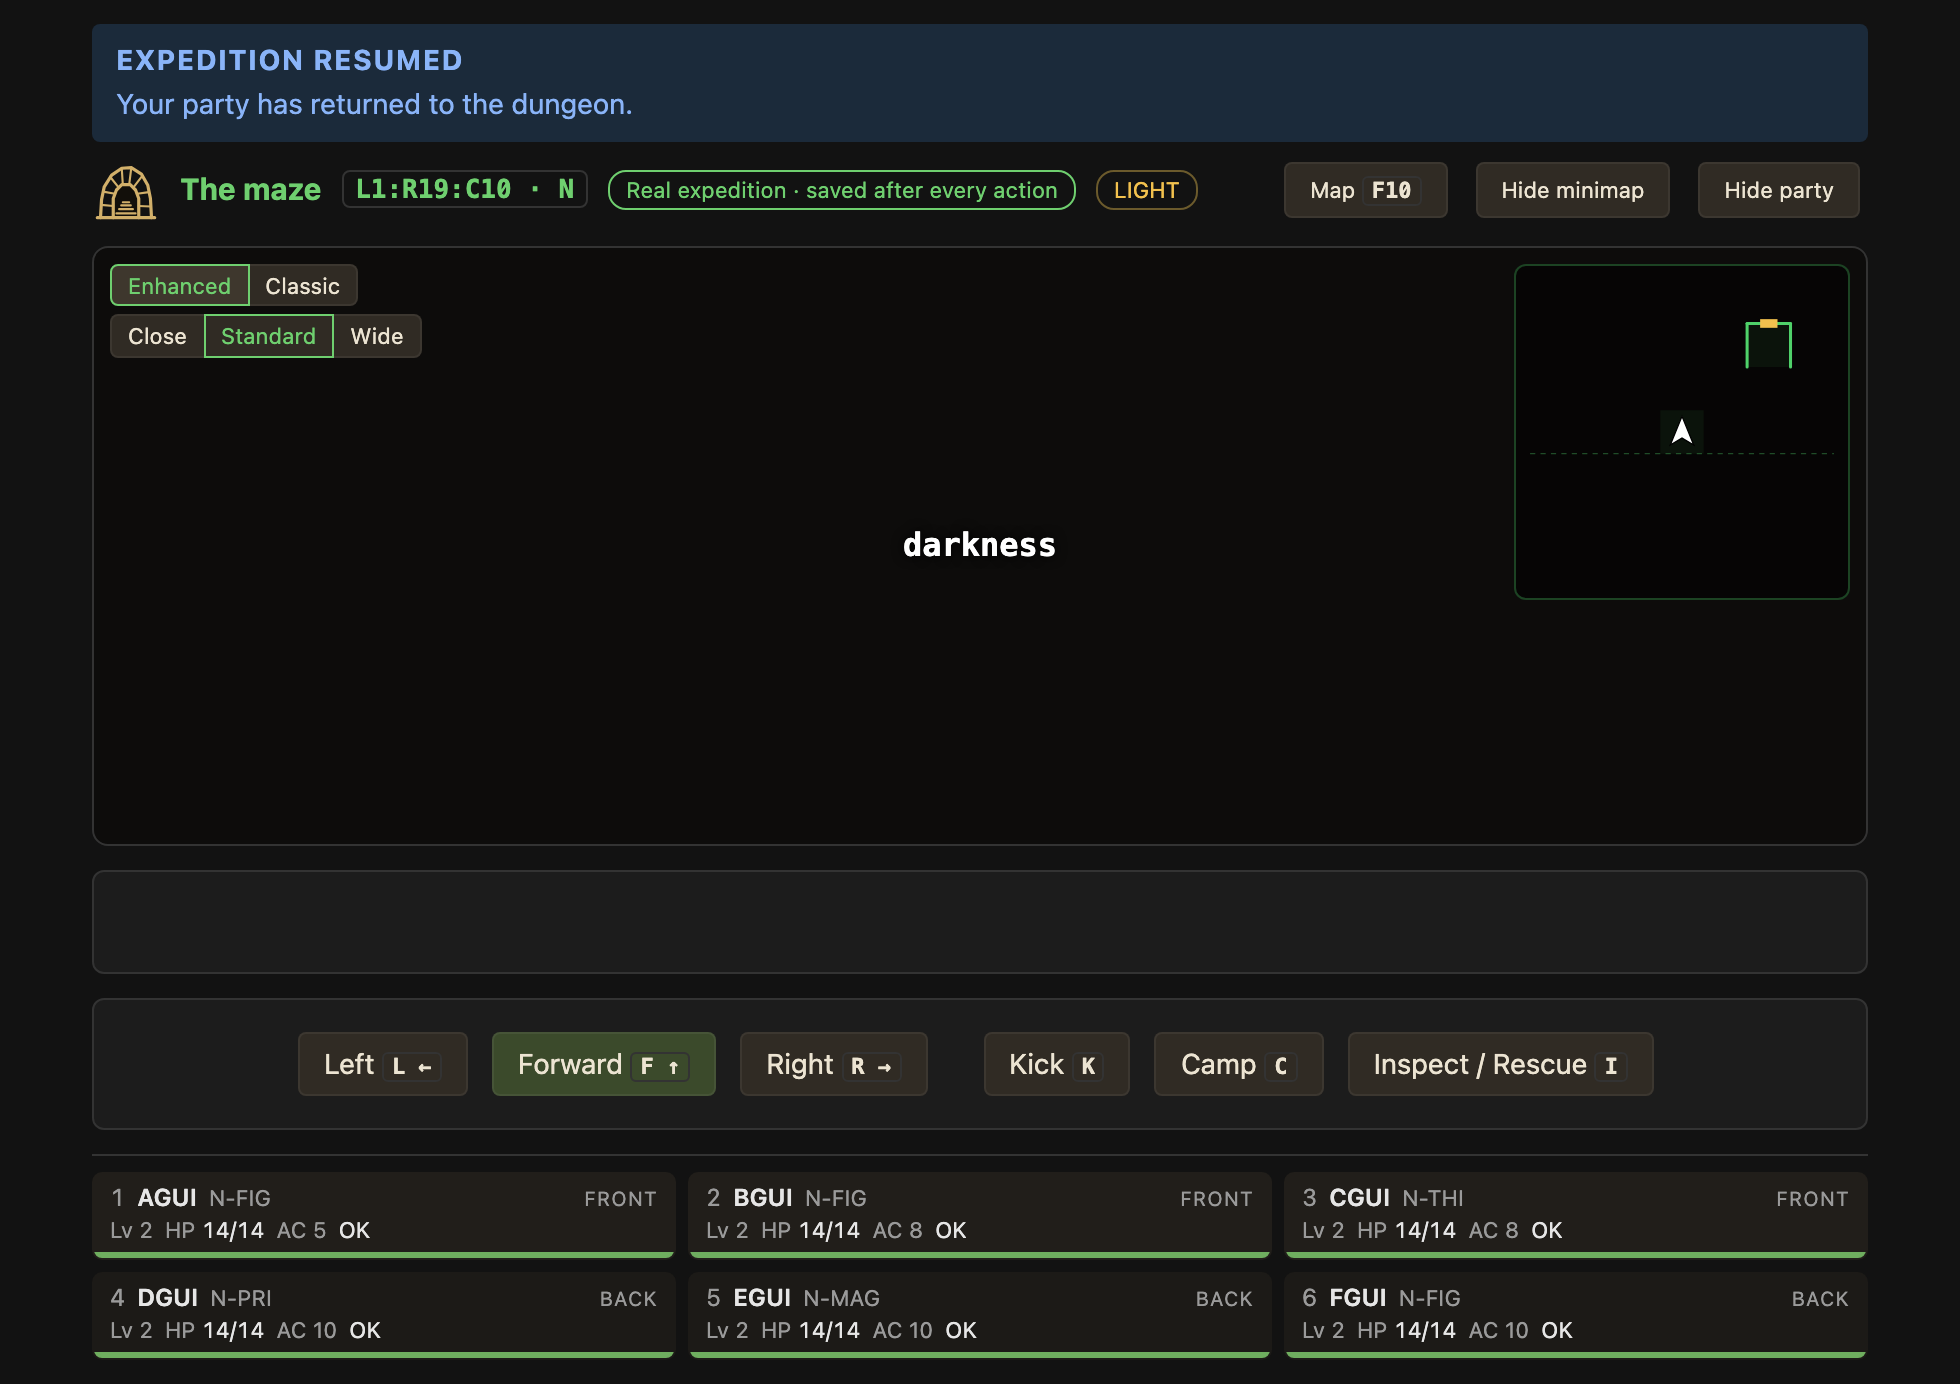 EXPEDITION RESUMED
Your party has returned to the dungeon.
The maze L1:R19:C10 · N Real expedition · saved after every action LIGHT Map F10 Hide minimap Hide party
Enhanced Classic
Close Standard Wide
darkness
Left L ← Forward F ↑ Right R → Kick K Camp C Inspect / Rescue I
1 AGUI N-FIG FRONT
Lv 2 HP 14/14 AC 5 OK
2 BGUI N-FIG FRONT
Lv 2 HP 14/14 AC 8 OK
3 CGUI N-THI FRONT
Lv 2 HP 14/14 AC 8 OK
4 DGUI N-PRI BACK
Lv 2 HP 14/14 AC 10 OK
5 EGUI N-MAG BACK
Lv 2 HP 14/14 AC 10 OK
6 FGUI N-FIG BACK
Lv 2 HP 14/14 AC 10 OK